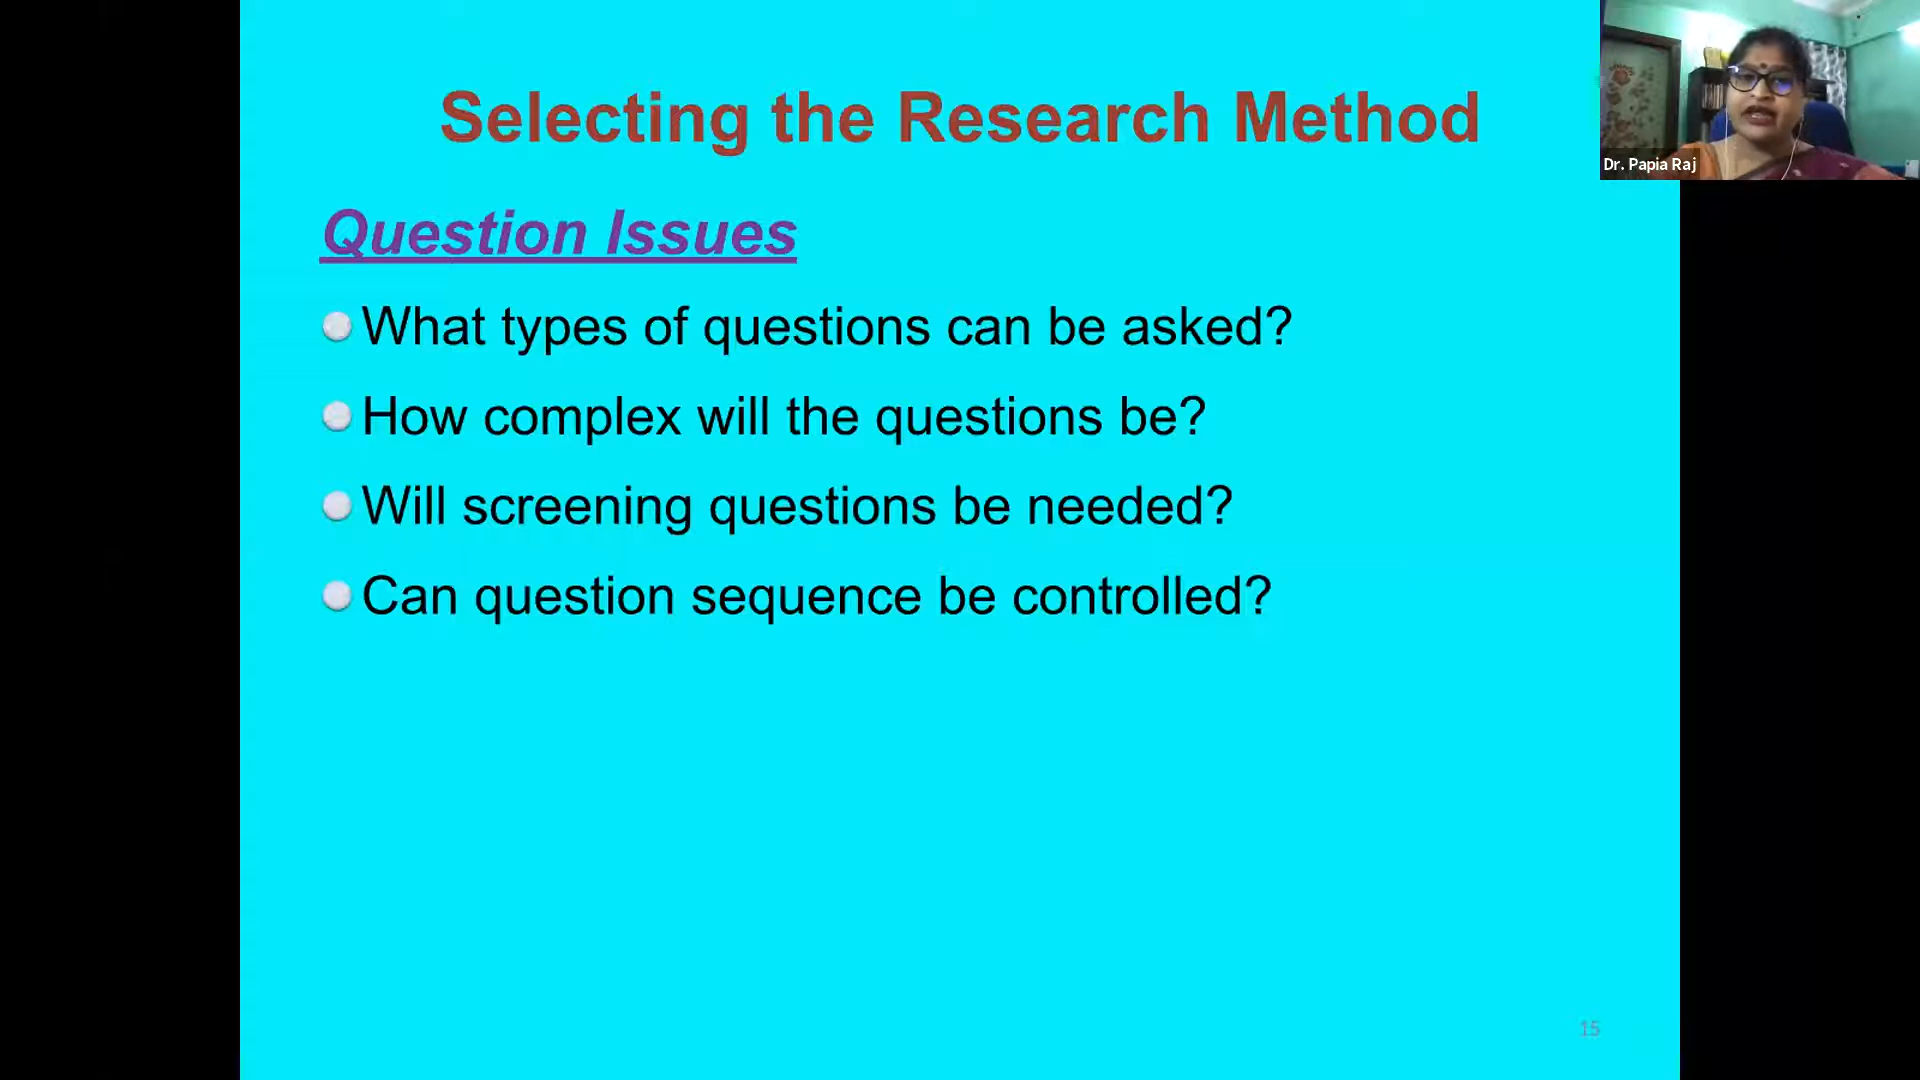 Selecting the Research Method
Dr. Papia Raj
Question Issues
What types of questions can be asked?
How complex will the questions be?
Will screening questions be needed?
Can question sequence be controlled?
15